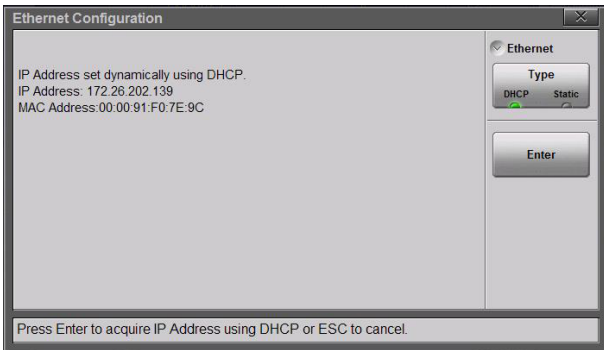 Ethernet Configuration
IP Address set dynamically using DHCP.
IP Address: 172.26.202.139
MAC Address:00:00:91:F0:7E:9C
Ethernet
Type
DHCP Static
Enter
Press Enter to acquire IP Address using DHCP or ESC to cancel.